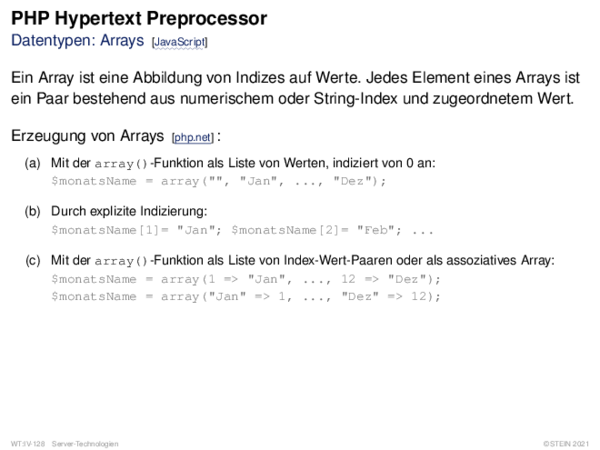 PHP Hypertext Preprocessor
Datentypen: Arrays [JavaScript]
Ein Array ist eine Abbildung von Indizes auf Werte. Jedes Element eines Arrays ist
ein Paar bestehend aus numerischem oder String-Index und zugeordnetem Wert.
Erzeugung von Arrays [php.net] :
(a) Mit der array()-Funktion als Liste von Werten, indiziert von 0 an:
$monatsName = array("", "Jan", ..., "Dez");
(b) Durch explizite Indizierung:
$monatsName[1]= "Jan"; $monatsName[2]= "Feb"; ...
(c) Mit der array()-Funktion als Liste von Index-Wert-Paaren oder als assoziatives Array:
$monatsName = array(1 => "Jan", ..., 12 => "Dez");
$monatsName = array("Jan" => 1, ..., "Dez" => 12);
WT:IV-128 Server-Technologien ©STEIN 2021